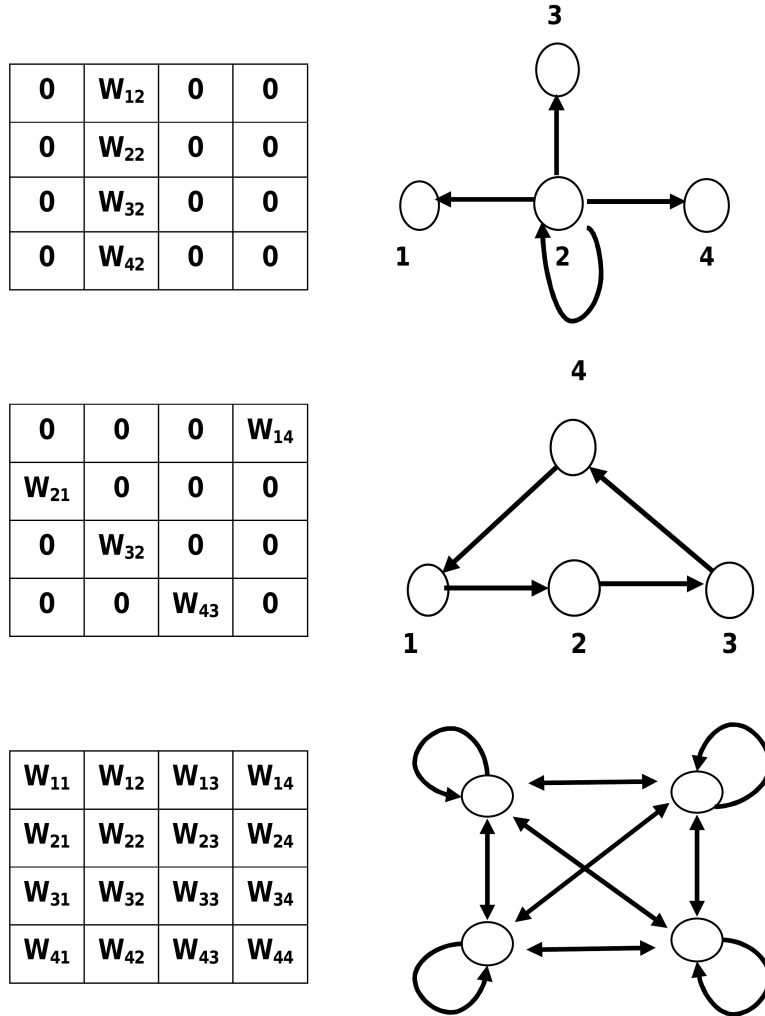 3
0 W₁₂ 0 0
0 W₂₂ 0 0
0 W₃₂ 0 0
0 W₄₂ 0 0
1 2 4
4
0 0 0 W₁₄
W₂₁ 0 0 0
0 W₃₂ 0 0
0 0 W₄₃ 0
1 2 3
W₁₁ W₁₂ W₁₃ W₁₄
W₂₁ W₂₂ W₂₃ W₂₄
W₃₁ W₃₂ W₃₃ W₃₄
W₄₁ W₄₂ W₄₃ W₄₄